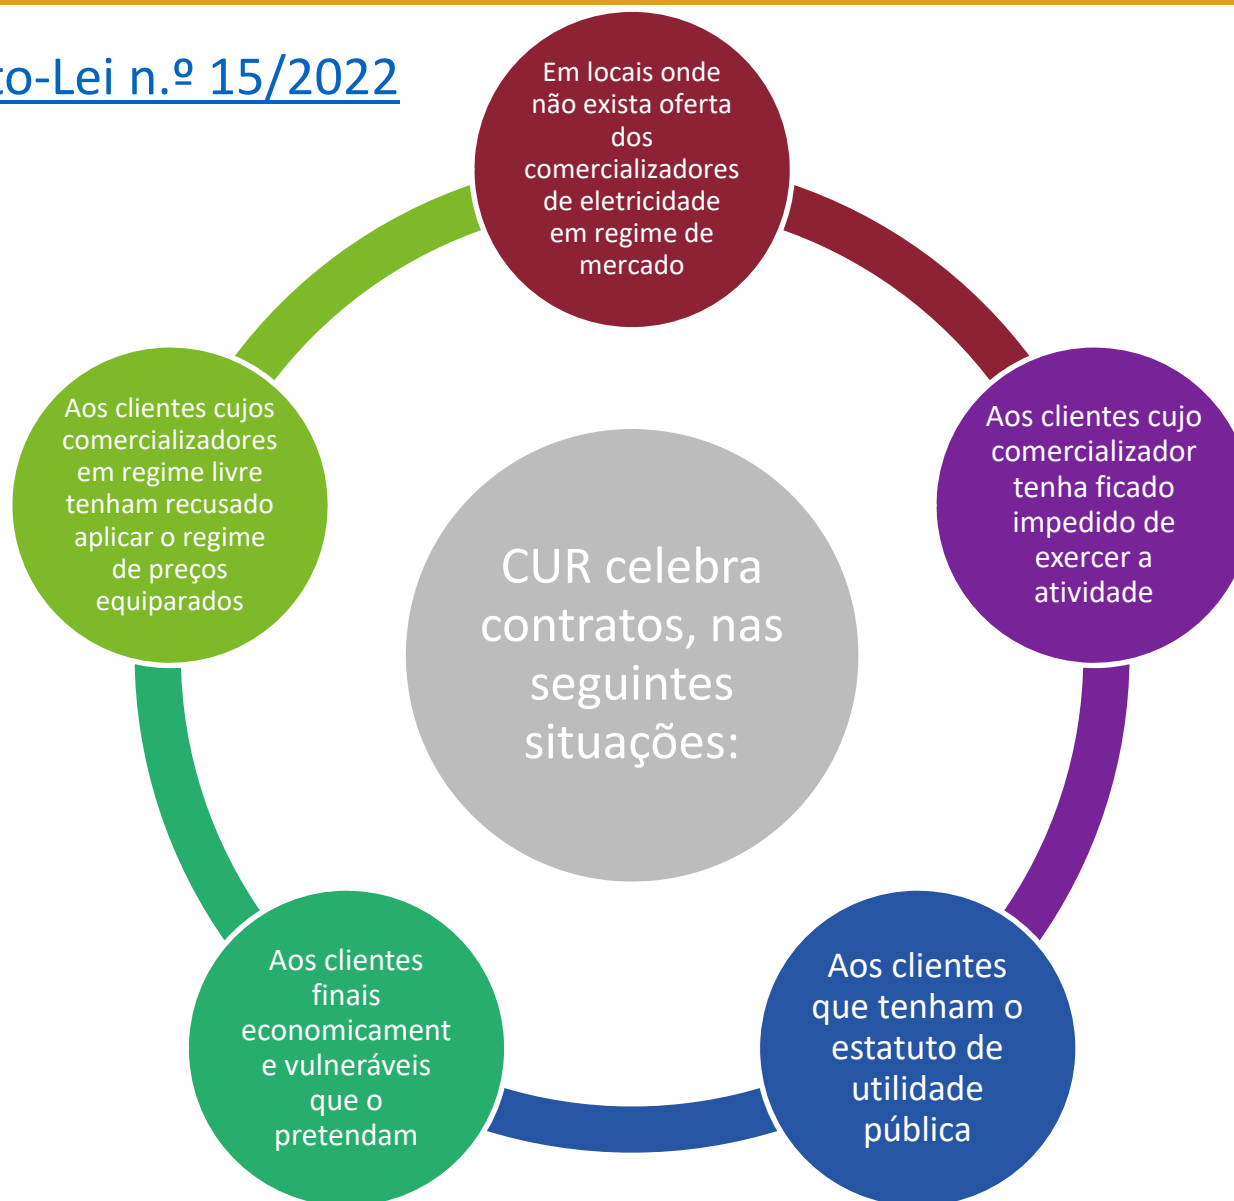 to-Lei n.º 15/2022
Em locais onde
não exista oferta
dos
comercializadores
de eletricidade
em regime de
mercado
Aos clientes cujo
comercializador
tenha ficado
impedido de
exercer a
atividade
Aos clientes
que tenham o
estatuto de
utilidade
pública
Aos clientes
finais
economicament
e vulneráveis
que o
pretendam
Aos clientes cujos
comercializadores
em regime livre
tenham recusado
aplicar o regime
de preços
equiparados
CUR celebra
contratos, nas
seguintes
situações: